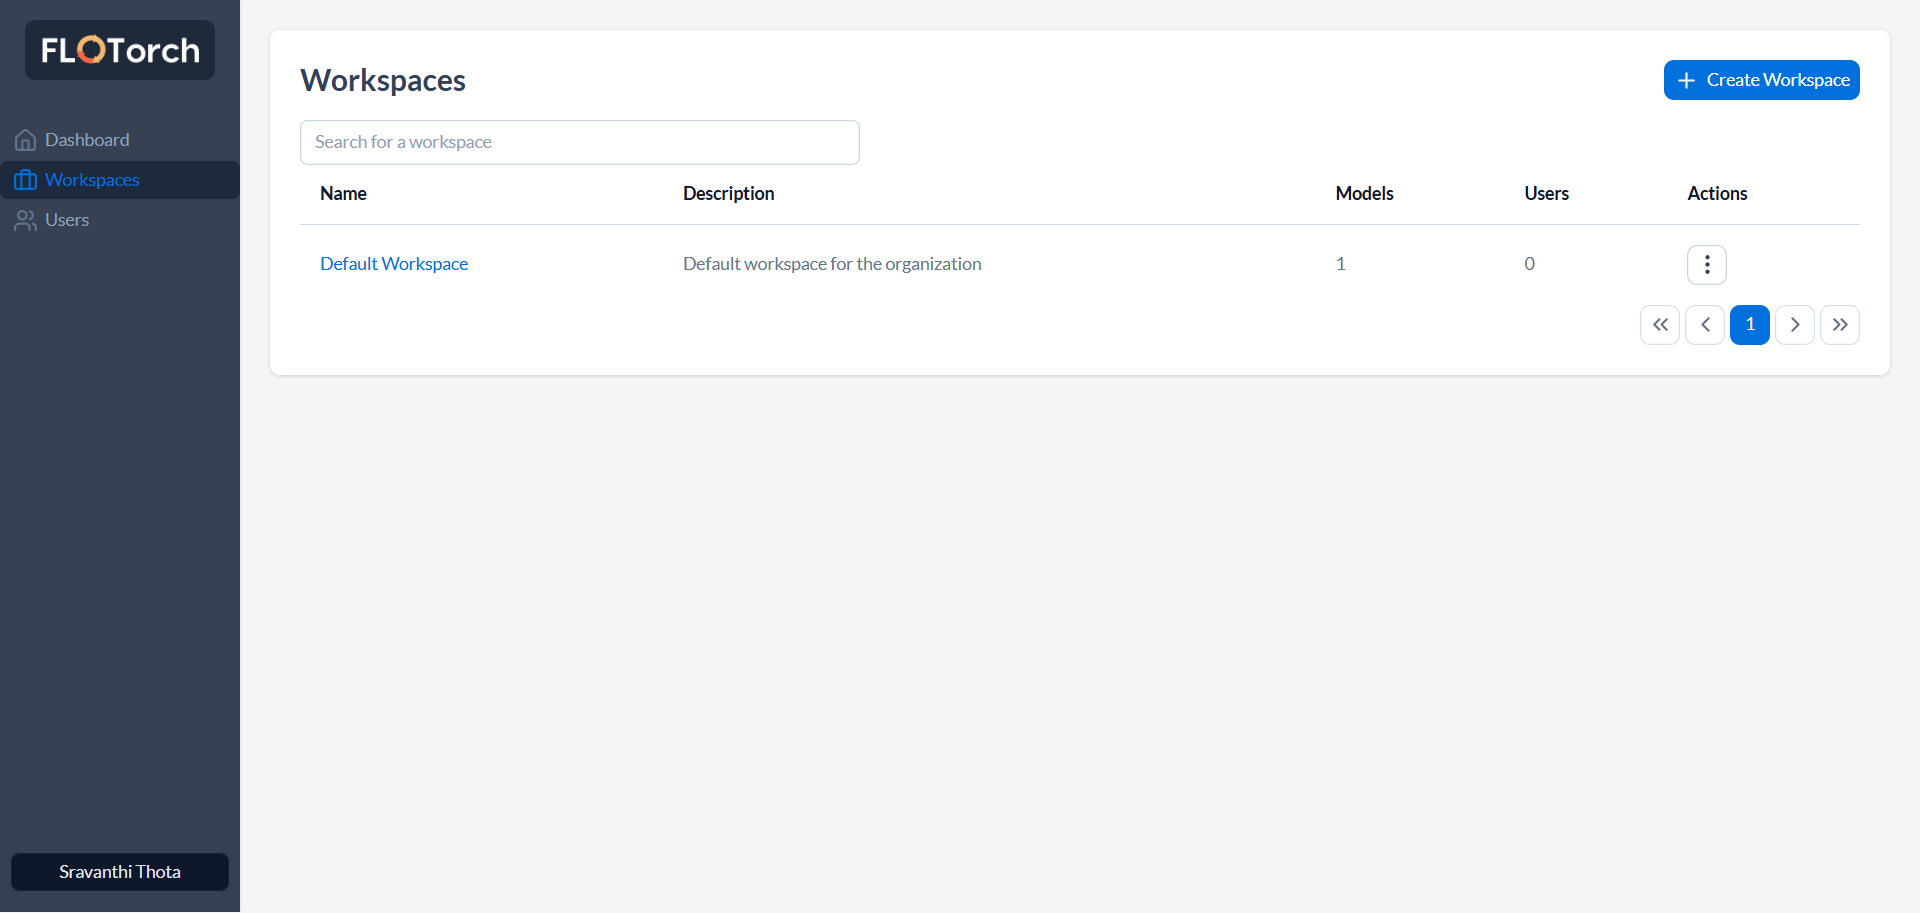 FLOTorch
Dashboard
Workspaces
Users
Sravanthi Thota
Workspaces
Create Workspace
Search for a workspace
Name Description Models Users Actions
Default Workspace Default workspace for the organization 1 0
1